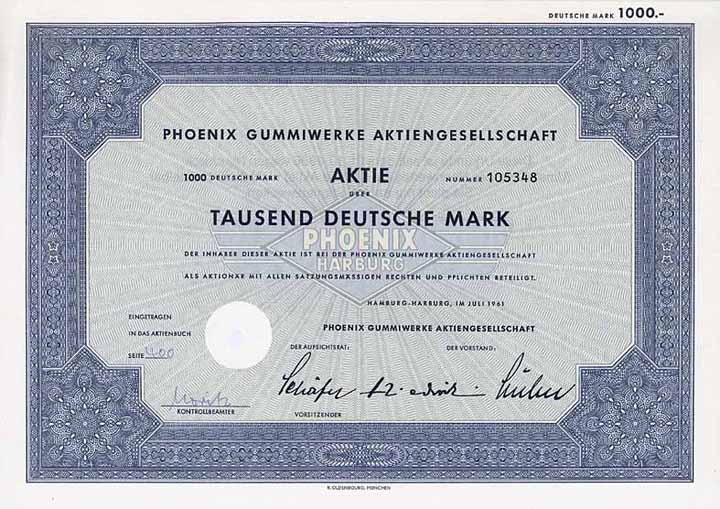 DEUTSCHE MARK 1000.-
PHOENIX GUMMIWERKE AKTIENGESELLSCHAFT
1000 DEUTSCHE MARK AKTIE NUMMER 105348
ÜBER
TAUSEND DEUTSCHE MARK
PHOENIX
HARBURG
DER INHABER DIESER AKTIE IST BEI DER PHOENIX GUMMIWERKE AKTIENGESELLSCHAFT
ALS AKTIONÄR MIT ALLEN SATZUNGSMÄSSIGEN RECHTEN UND PFLICHTEN BETEILIGT.
HAMBURG-HARBURG, IM JULI 1961
EINGETRAGEN
IN DAS AKTIENBUCH
SEITE 400
PHOENIX GUMMIWERKE AKTIENGESELLSCHAFT
DER AUFSICHTSRAT: DER VORSTAND:
Moritz
Schäfer
KONTROLLBEAMTER
VORSITZENDER
R. OLDENBOURG, MÜNCHEN